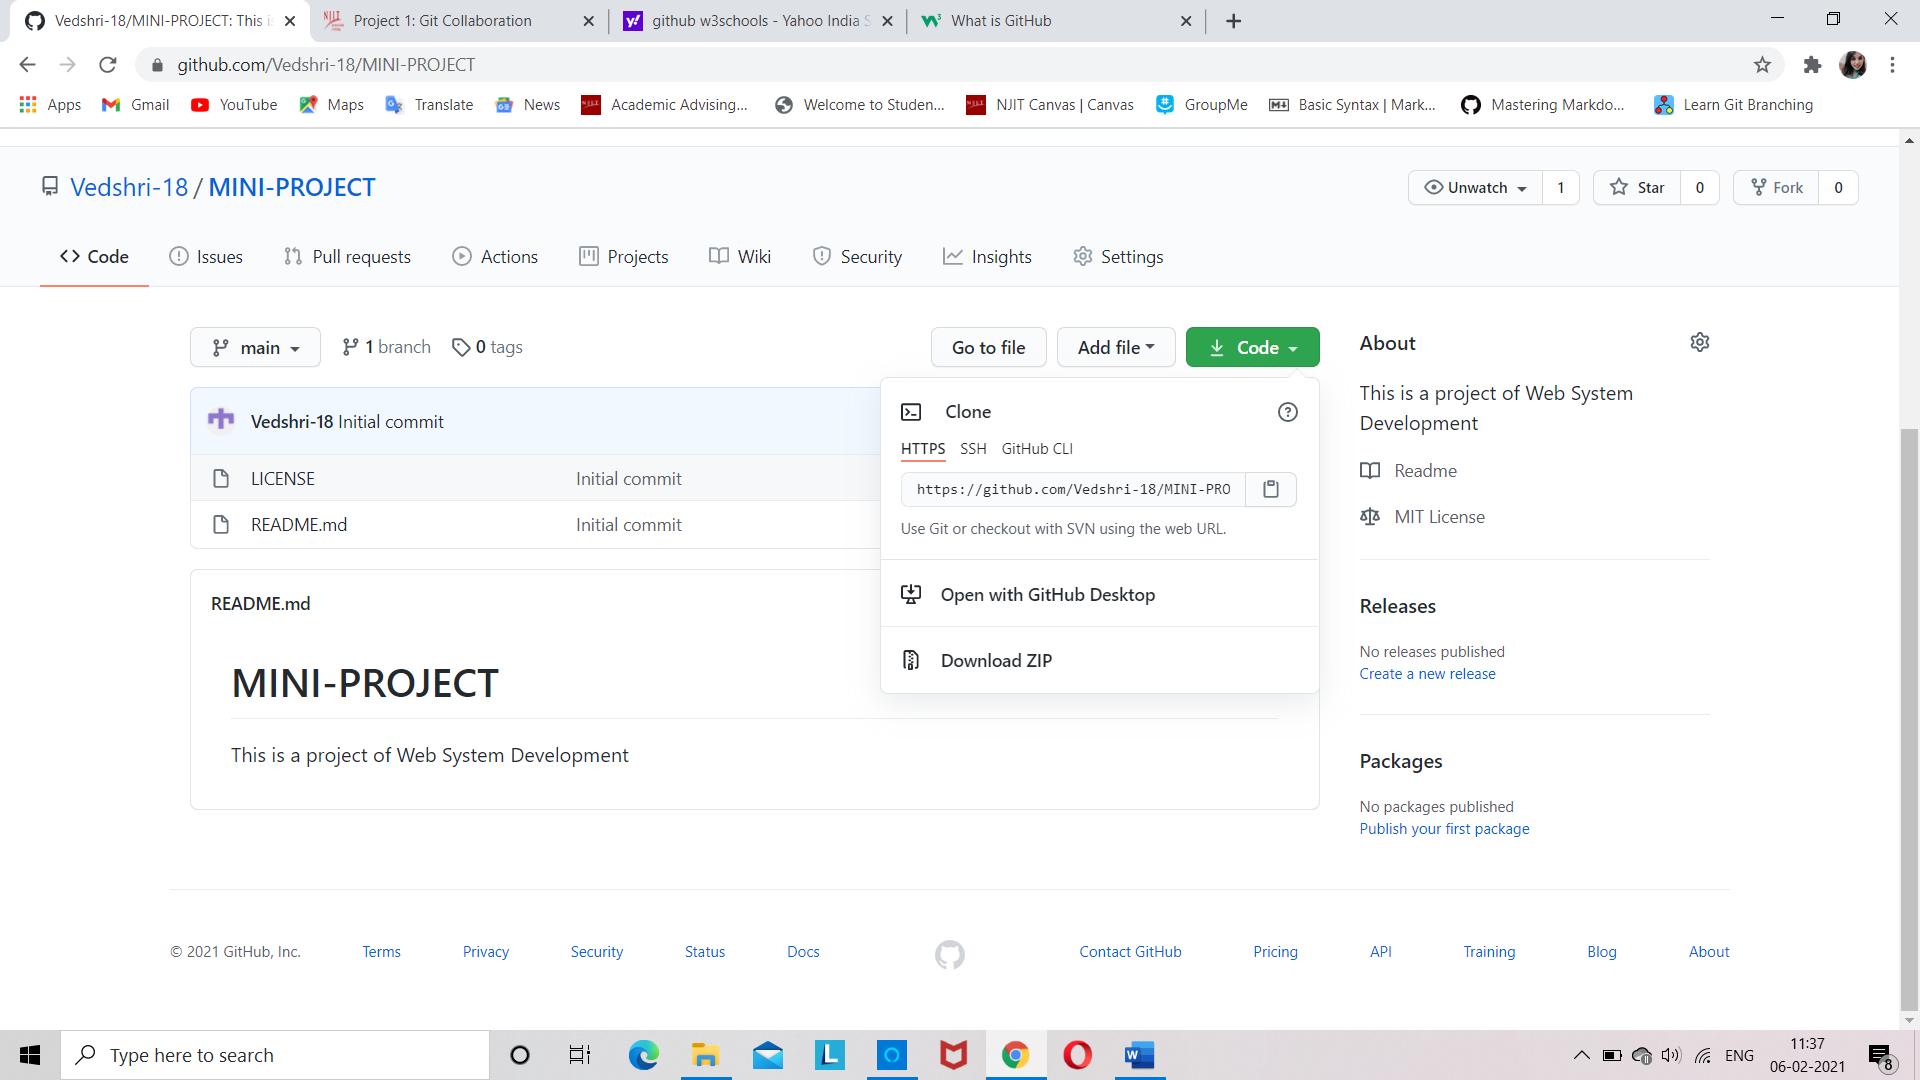 Vedshri-18/MINI-PROJECT: This is
Project 1: Git Collaboration
github w3schools - Yahoo India S
What is GitHub
github.com/Vedshri-18/MINI-PROJECT
Apps
Gmail
YouTube
Maps
Translate
News
Academic Advising...
Welcome to Studen...
NJIT Canvas | Canvas
GroupMe
Basic Syntax | Mark...
Mastering Markdo...
Learn Git Branching
Vedshri-18 / MINI-PROJECT
Unwatch 1
Star 0
Fork 0
Code
Issues
Pull requests
Actions
Projects
Wiki
Security
Insights
Settings
main
1 branch
0 tags
Go to file
Add file
Code
Vedshri-18 Initial commit
LICENSE Initial commit
README.md Initial commit
Clone
HTTPS SSH GitHub CLI
https://github.com/Vedshri-18/MINI-PRO
Use Git or checkout with SVN using the web URL.
Open with GitHub Desktop
Download ZIP
README.md
MINI-PROJECT
This is a project of Web System Development
About
This is a project of Web System
Development
Readme
MIT License
Releases
No releases published
Create a new release
Packages
No packages published
Publish your first package
© 2021 GitHub, Inc.
Terms
Privacy
Security
Status
Docs
Contact GitHub
Pricing
API
Training
Blog
About
Type here to search
ENG
11:37
06-02-2021
8